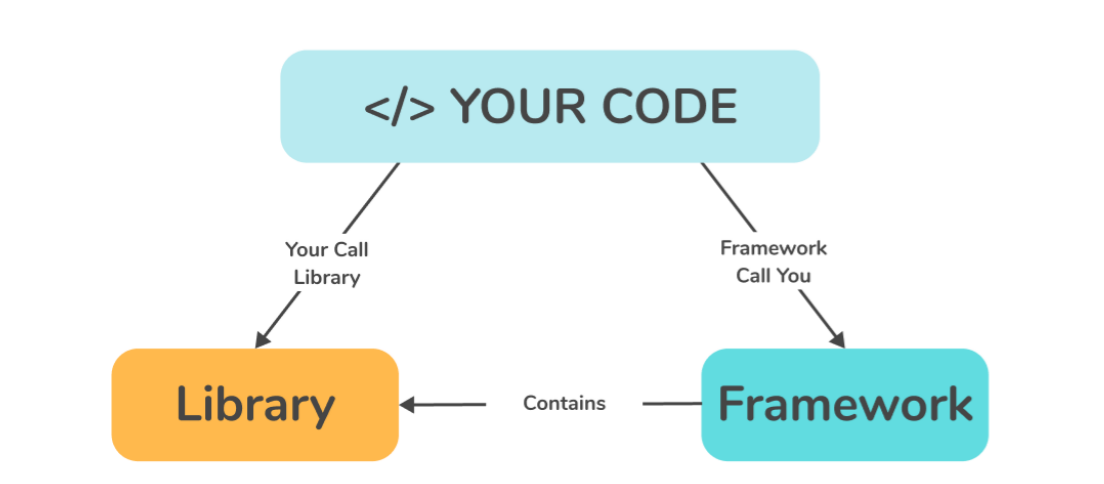 </> YOUR CODE
Your Call
Library
Framework
Call You
Library
Contains
Framework